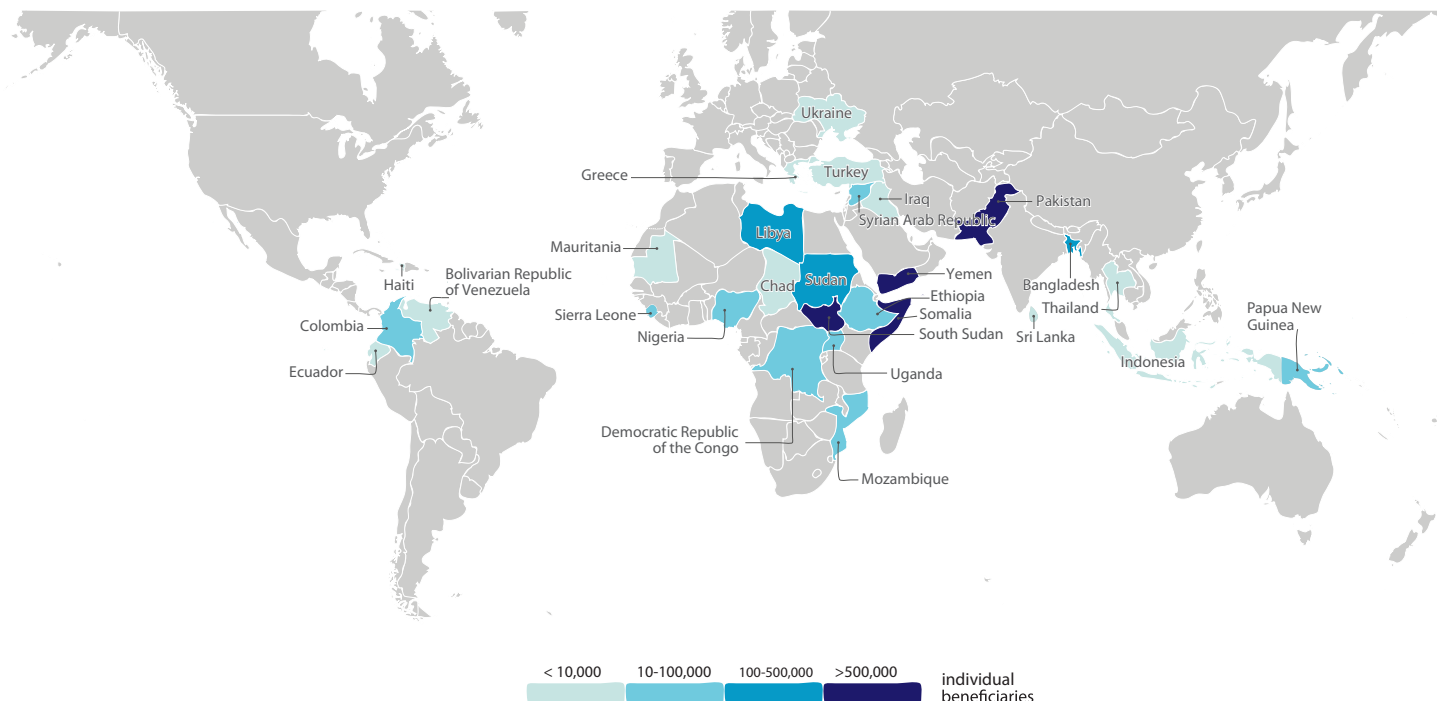 Ukraine
Greece
Turkey
Iraq
Pakistan
Syrian Arab Republic
Libya
Mauritania
Bolivarian Republic
of Venezuela
Haiti
Chad
Sudan
Yemen
Bangladesh
Ethiopia
Thailand
Papua New
Guinea
Colombia
Sierra Leone
Somalia
Nigeria
South Sudan
Sri Lanka
Indonesia
Ecuador
Uganda
Democratic Republic
of the Congo
Mozambique
< 10,000
10-100,000
100-500,000
>500,000
individual
beneficiaries